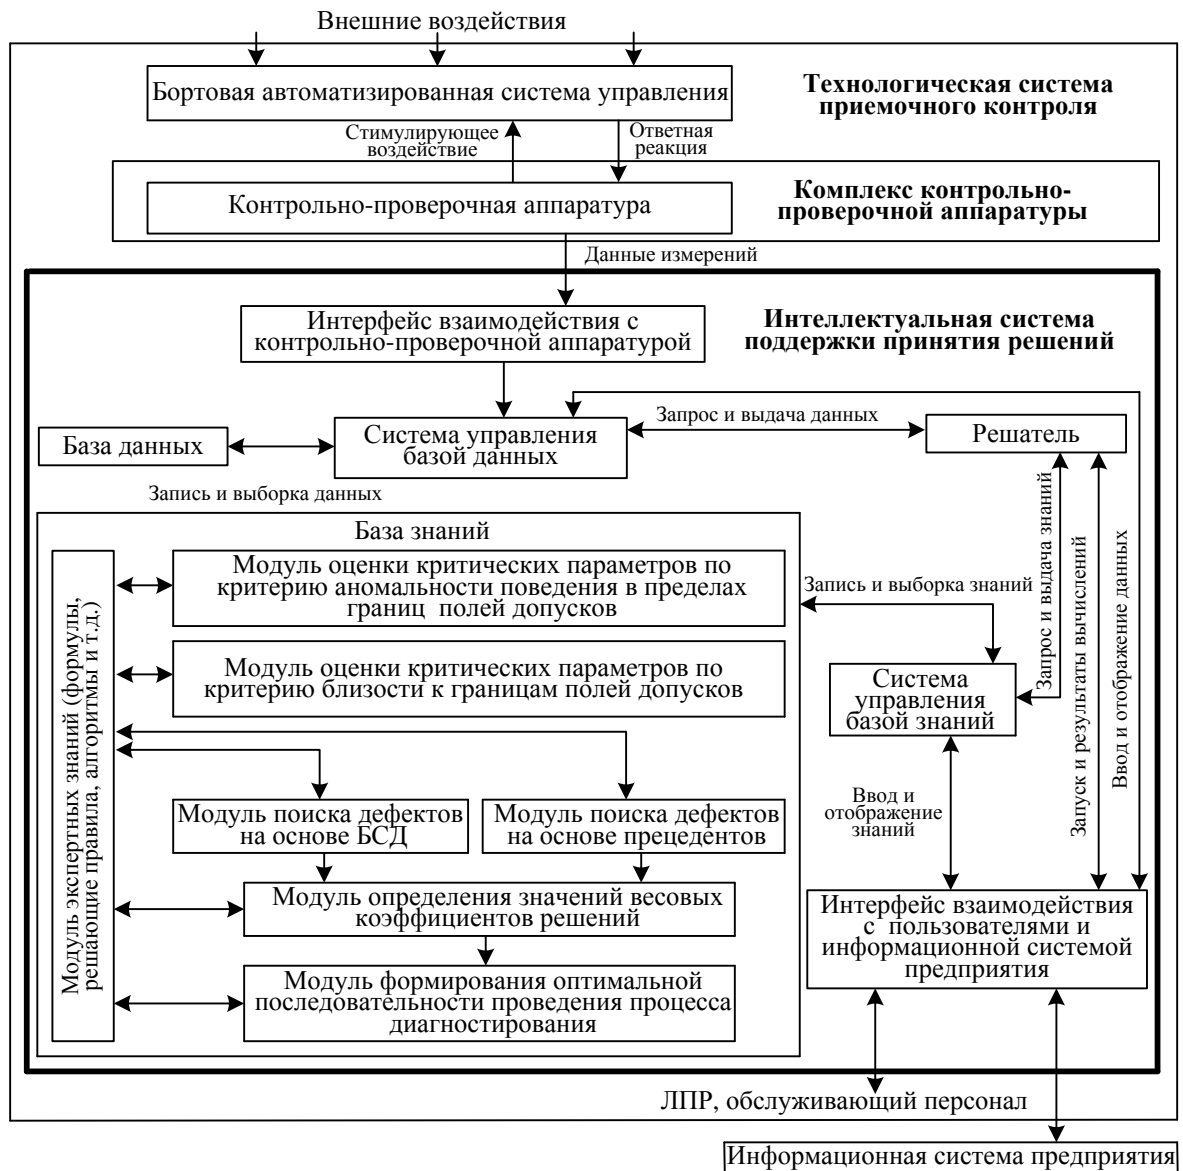 Внешние воздействия
Бортовая автоматизированная система управления
Технологическая система
приемочного контроля
Стимулирующее
воздействие
Ответная
реакция
Контрольно-проверочная аппаратура
Комплекс контрольно-
проверочной аппаратуры
Данные измерений
Интерфейс взаимодействия с
контрольно-проверочной аппаратурой
Интеллектуальная система
поддержки принятия решений
База данных
Система управления
базой данных
Запрос и выдача данных
Решатель
Запись и выборка данных
База знаний
Модуль экспертных знаний (формулы,
решающие правила, алгоритмы и т.д.)
Модуль оценки критических параметров по
критерию аномальности поведения в пределах
границ полей допусков
Модуль оценки критических параметров по
критерию близости к границам полей допусков
Модуль поиска дефектов
на основе БСД
Модуль поиска дефектов
на основе прецедентов
Модуль определения значений весовых
коэффициентов решений
Модуль формирования оптимальной
последовательности проведения процесса
диагностирования
Запись и выборка знаний
Система
управления
базой знаний
Запрос и выдача знаний
Запуск и результаты вычислений
Ввод и отображение данных
Ввод и
отображение
знаний
Интерфейс взаимодействия
с пользователями и
информационной системой
предприятия
ЛПР, обслуживающий персонал
Информационная система предприятия